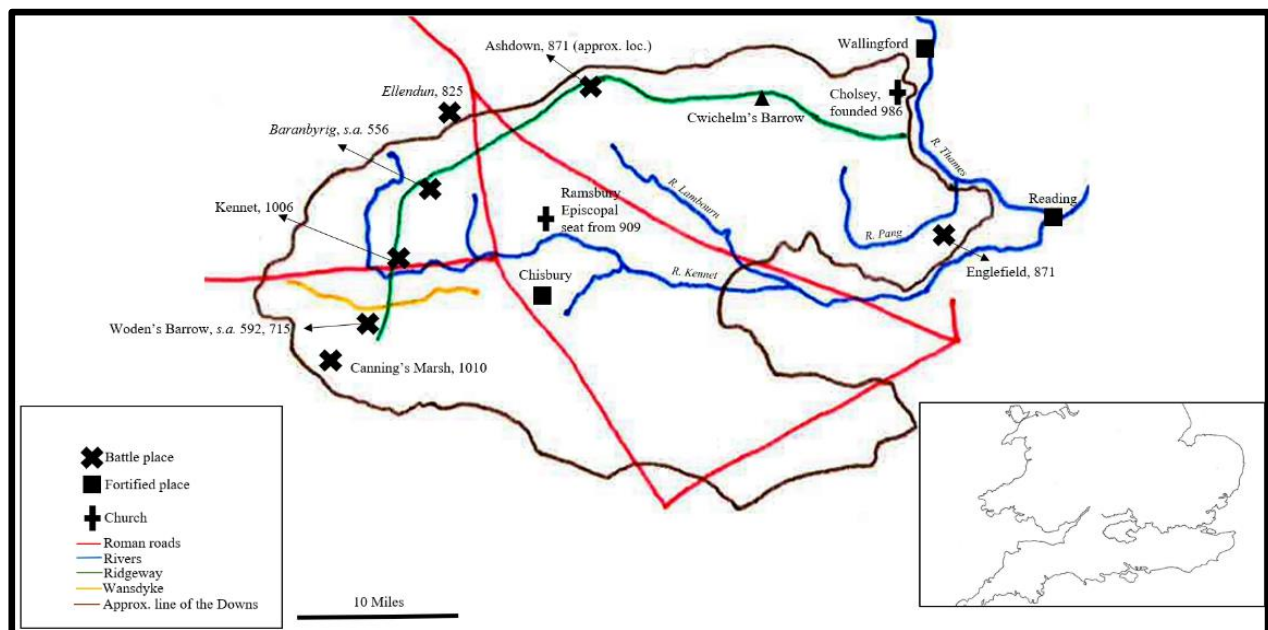 Ashdown, 871 (approx. loc.)
Wallingford
Ellendun, 825
Cholsey,
founded 986
Cwichelm's Barrow
Baranbyrig, s.a. 556
R. Thames
Kennet, 1006
Ramsbury
Episcopal
seat from 909
R. Lambourn
Reading
R. Pang
Englefield, 871
Chisbury
R. Kennet
Woden's Barrow, s.a. 592, 715
Canning's Marsh, 1010
Battle place
Fortified place
Church
Roman roads
Rivers
Ridgeway
Wansdyke
Approx. line of the Downs
10 Miles